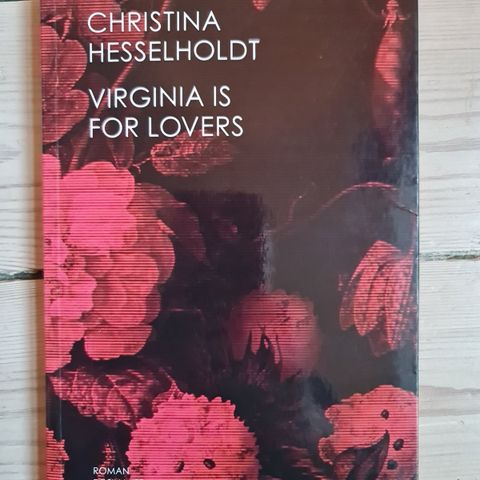 CHRISTINA
HESSELHOLDT
VIRGINIA IS
FOR LOVERS
ROMAN